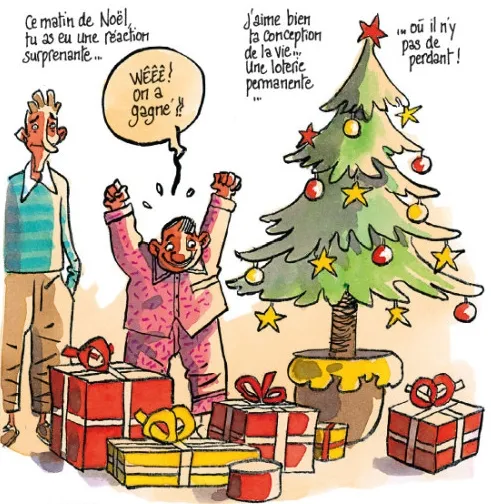 Ce matin de Noël,
tu as eu une réaction
surprenante...
WÊÊÊ!
on a
gagné !!
J'aime bien
ta conception
de la vie...
Une loterie
permanente
...
... où il n'y
pas de
perdant !